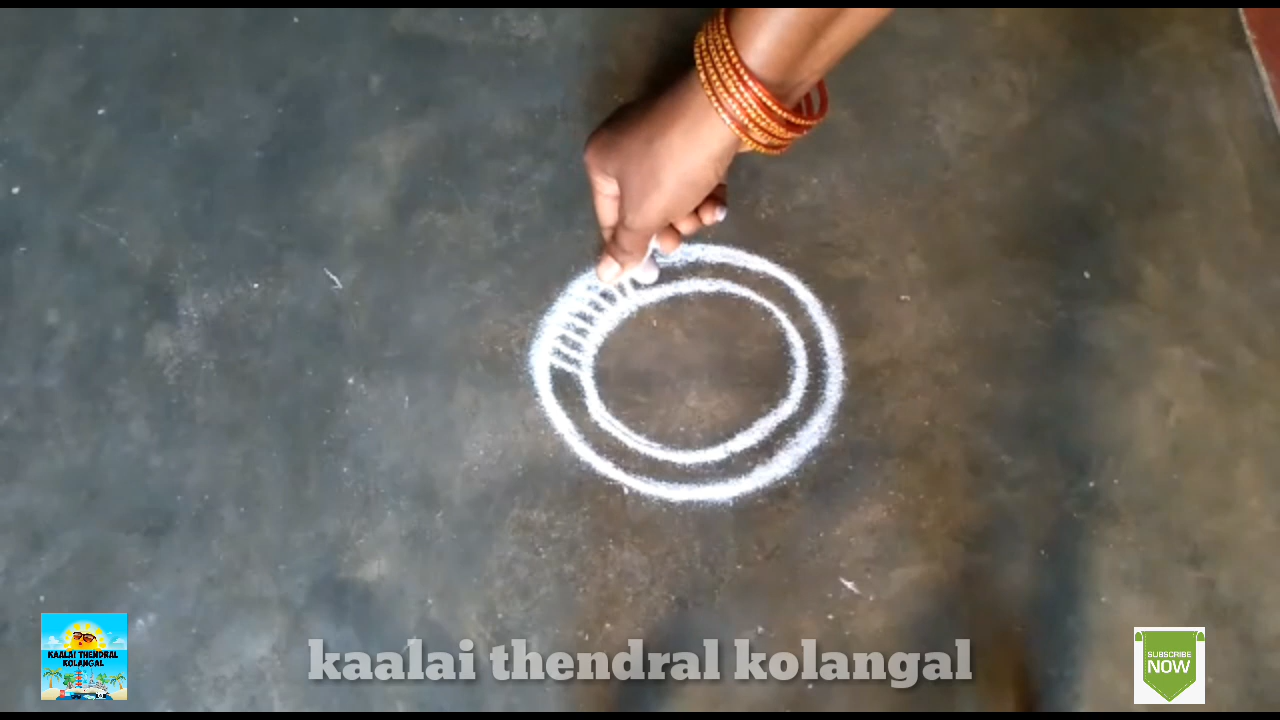 KAALAI THENDRAL
KOLANGAL
kaalai thendral kolangal
SUBSCRIBE
NOW